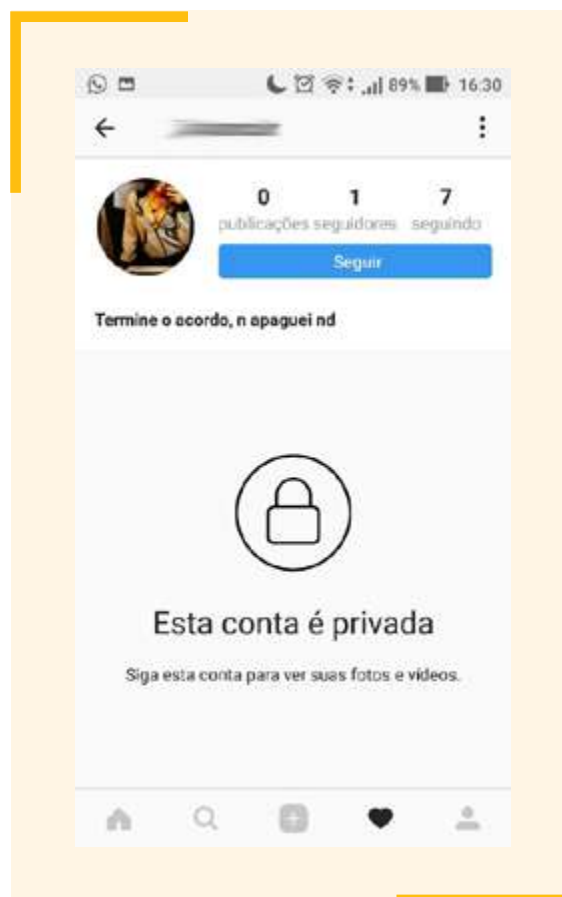 89% 16:30
0 1 7
publicações seguidores seguindo
Seguir
Termine o acordo, n apaguei nd
Esta conta é privada
Siga esta conta para ver suas fotos e vídeos.